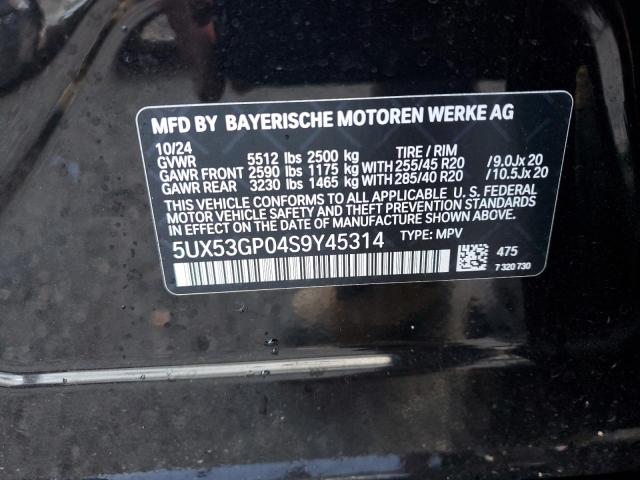 MFD BY BAYERISCHE MOTOREN WERKE AG
10/24 TIRE / RIM
GVWR 5512 lbs 2500 kg
GAWR FRONT 2590 lbs 1175 kg WITH 255/45 R20 /9.0Jx 20
GAWR REAR 3230 lbs 1465 kg WITH 285/40 R20 /10.5Jx 20
THIS VEHICLE CONFORMS TO ALL APPLICABLE U.S. FEDERAL
MOTOR VEHICLE SAFETY AND THEFT PREVENTION STANDARDS
IN EFFECT ON THE DATE OF MANUFACTURE SHOWN ABOVE.
5UX53GP04S9Y45314 TYPE: MPV
475
7 320 730